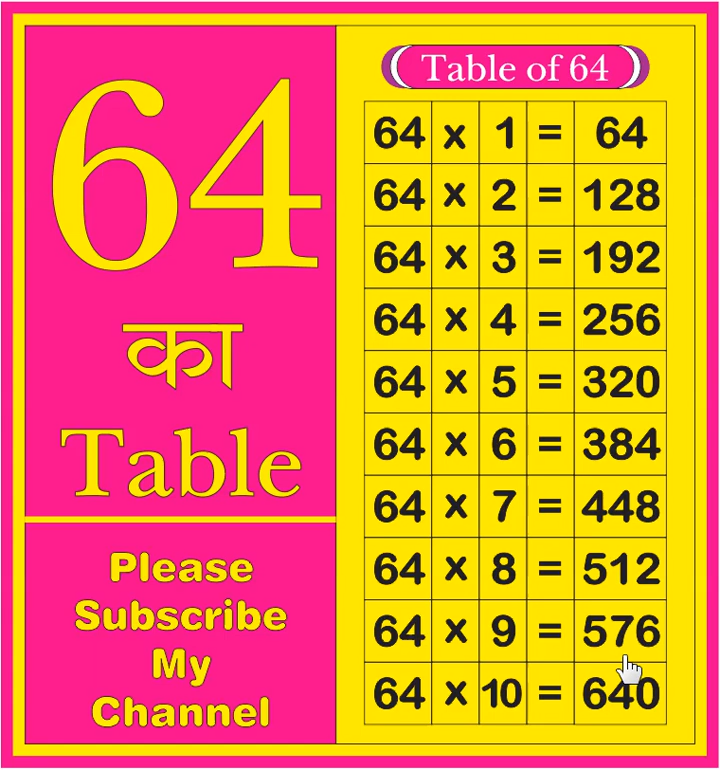 64
का
Table
Please
Subscribe
My
Channel
Table of 64
64 x 1 = 64
64 x 2 = 128
64 x 3 = 192
64 x 4 = 256
64 x 5 = 320
64 x 6 = 384
64 x 7 = 448
64 x 8 = 512
64 x 9 = 576
64 x 10 = 640